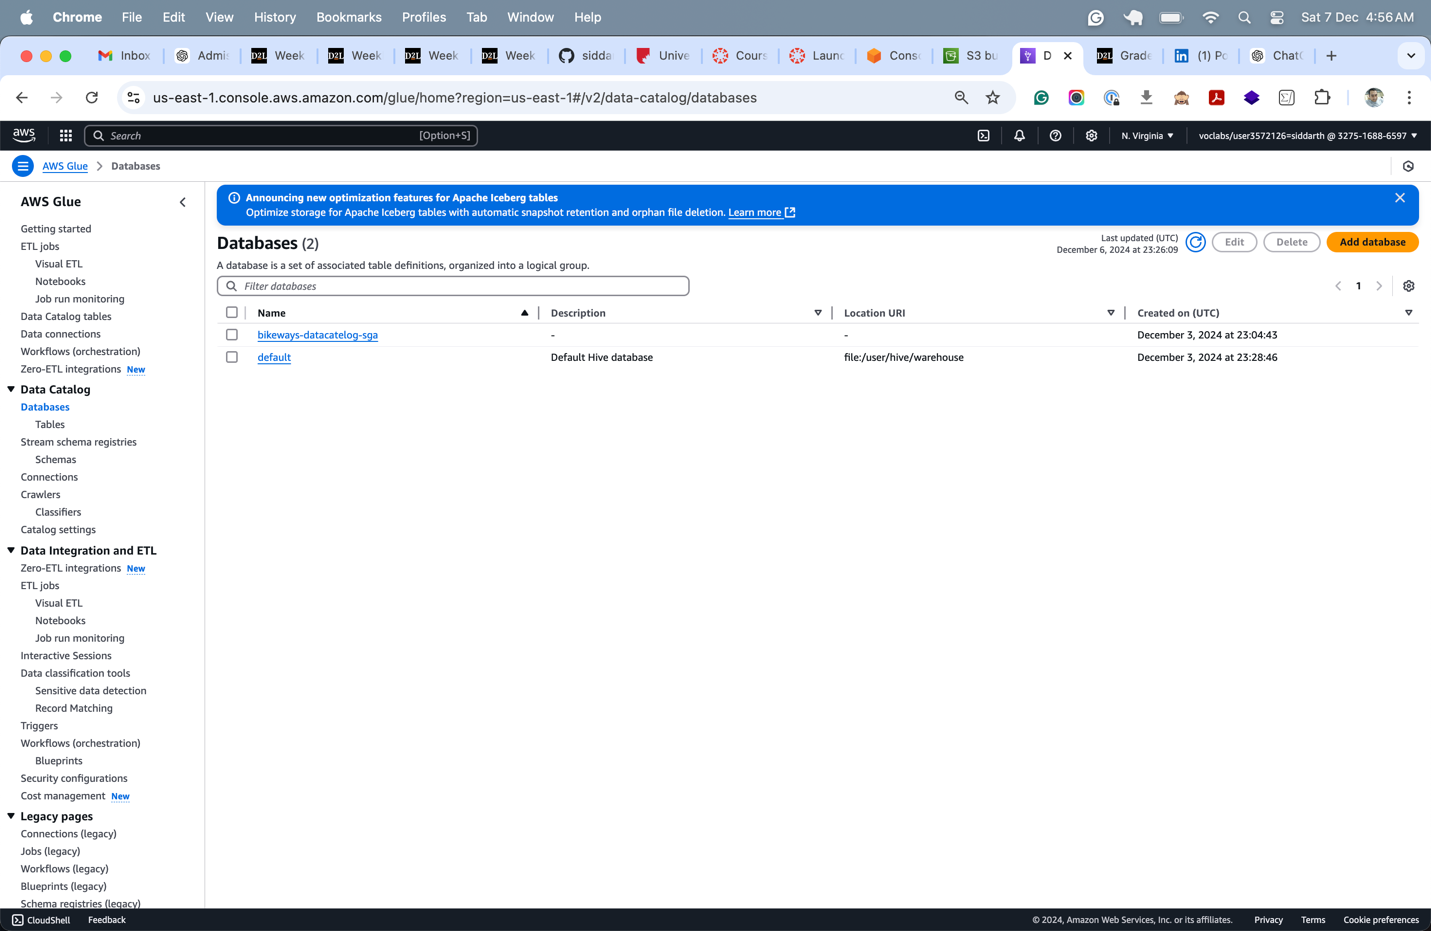 Chrome File Edit View History Bookmarks Profiles Tab Window Help Sat 7 Dec 4:56 AM
Inbox Admis D2L Week D2L Week D2L Week D2L Week sidda Unive Cours Launc Conso S3 bu D D2L Grade (1) Po ChatG
us-east-1.console.aws.amazon.com/glue/home?region=us-east-1#/v2/data-catalog/databases
aws Search [Option+S] N. Virginia voclabs/user3572126=siddarth @ 3275-1688-6597
AWS Glue > Databases
AWS Glue
Getting started
ETL jobs
Visual ETL
Notebooks
Job run monitoring
Data Catalog tables
Data connections
Workflows (orchestration)
Zero-ETL integrations New
Data Catalog
Databases
Tables
Stream schema registries
Schemas
Connections
Crawlers
Classifiers
Catalog settings
Data Integration and ETL
Zero-ETL integrations New
ETL jobs
Visual ETL
Notebooks
Job run monitoring
Interactive Sessions
Data classification tools
Sensitive data detection
Record Matching
Triggers
Workflows (orchestration)
Blueprints
Security configurations
Cost management New
Legacy pages
Connections (legacy)
Jobs (legacy)
Workflows (legacy)
Blueprints (legacy)
Schema registries (legacy)
Announcing new optimization features for Apache Iceberg tables
Optimize storage for Apache Iceberg tables with automatic snapshot retention and orphan file deletion. Learn more
Databases (2)
Last updated (UTC)
December 6, 2024 at 23:26:09
Edit Delete Add database
A database is a set of associated table definitions, organized into a logical group.
Filter databases
1
Name Description Location URI Created on (UTC)
bikeways-datacatelog-sga - - December 3, 2024 at 23:04:43
default Default Hive database file:/user/hive/warehouse December 3, 2024 at 23:28:46
CloudShell Feedback © 2024, Amazon Web Services, Inc. or its affiliates. Privacy Terms Cookie preferences